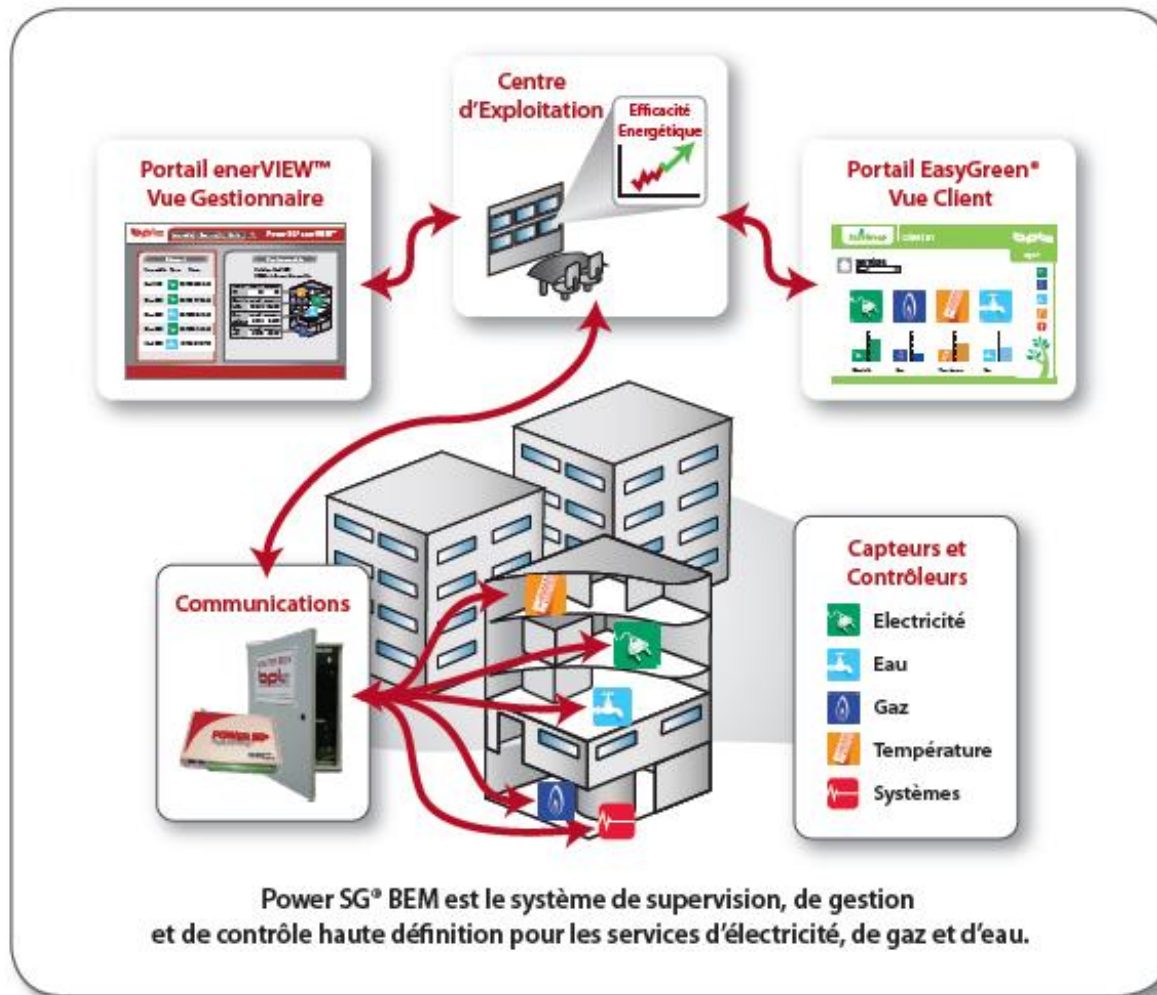 Centre
d'Exploitation
Efficacité
Energétique
Portail enerVIEW™
Vue Gestionnaire
Portail EasyGreen®
Vue Client
Communications
POWER SG®
Capteurs et
Contrôleurs
Electricité
Eau
Gaz
Température
Systèmes
Power SG® BEM est le système de supervision, de gestion
et de contrôle haute définition pour les services d'électricité, de gaz et d'eau.